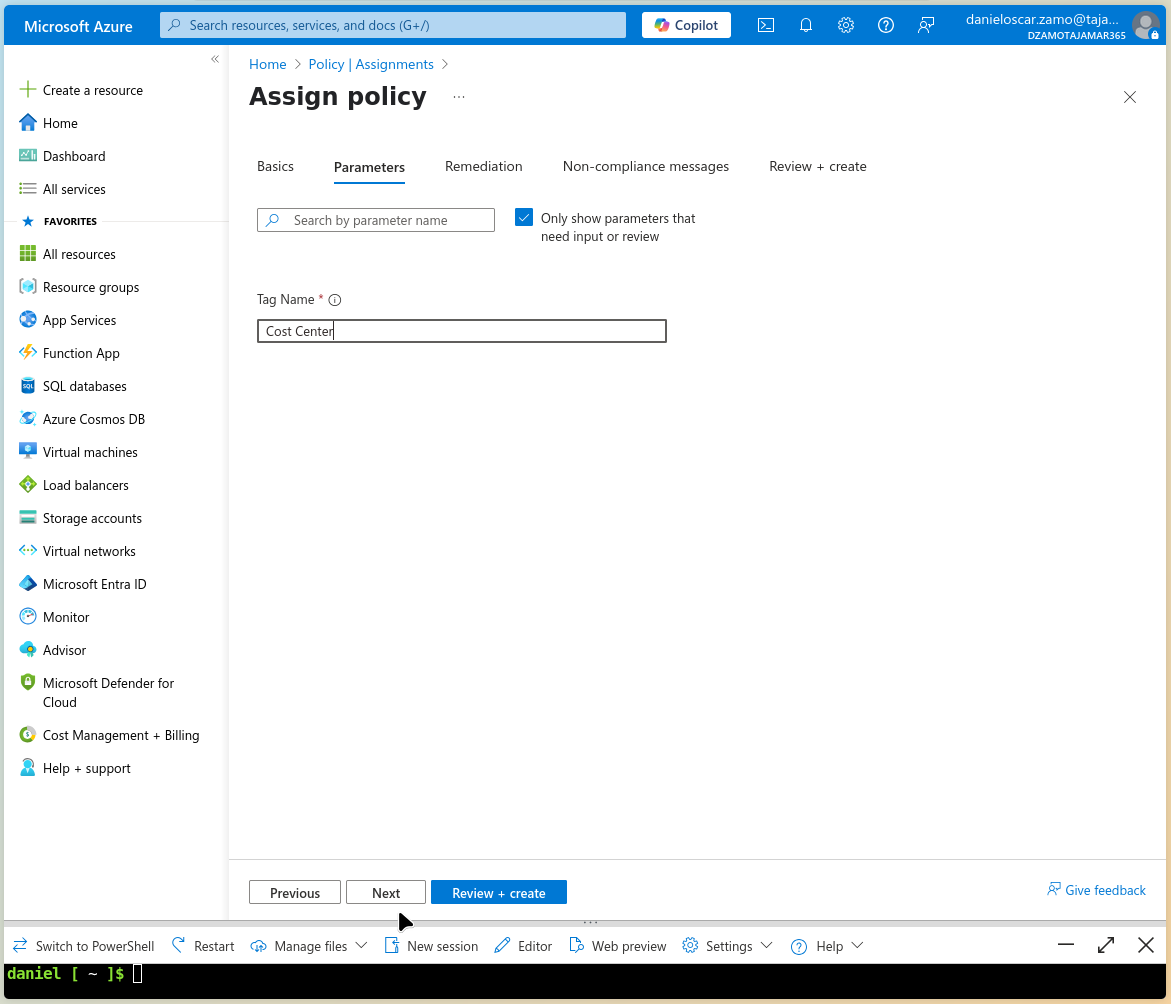 Microsoft Azure
Search resources, services, and docs (G+/)
Copilot
danieloscar.zamo@taja...
DZAMOTAJAMAR365
Create a resource
Home
Dashboard
All services
FAVORITES
All resources
Resource groups
App Services
Function App
SQL databases
Azure Cosmos DB
Virtual machines
Load balancers
Storage accounts
Virtual networks
Microsoft Entra ID
Monitor
Advisor
Microsoft Defender for
Cloud
Cost Management + Billing
Help + support
Home > Policy | Assignments >
Assign policy ...
Basics
Parameters
Remediation
Non-compliance messages
Review + create
Search by parameter name
Only show parameters that
need input or review
Tag Name *
Cost Center
Previous
Next
Review + create
Give feedback
Switch to PowerShell
Restart
Manage files
New session
Editor
Web preview
Settings
Help
daniel [ ~ ]$